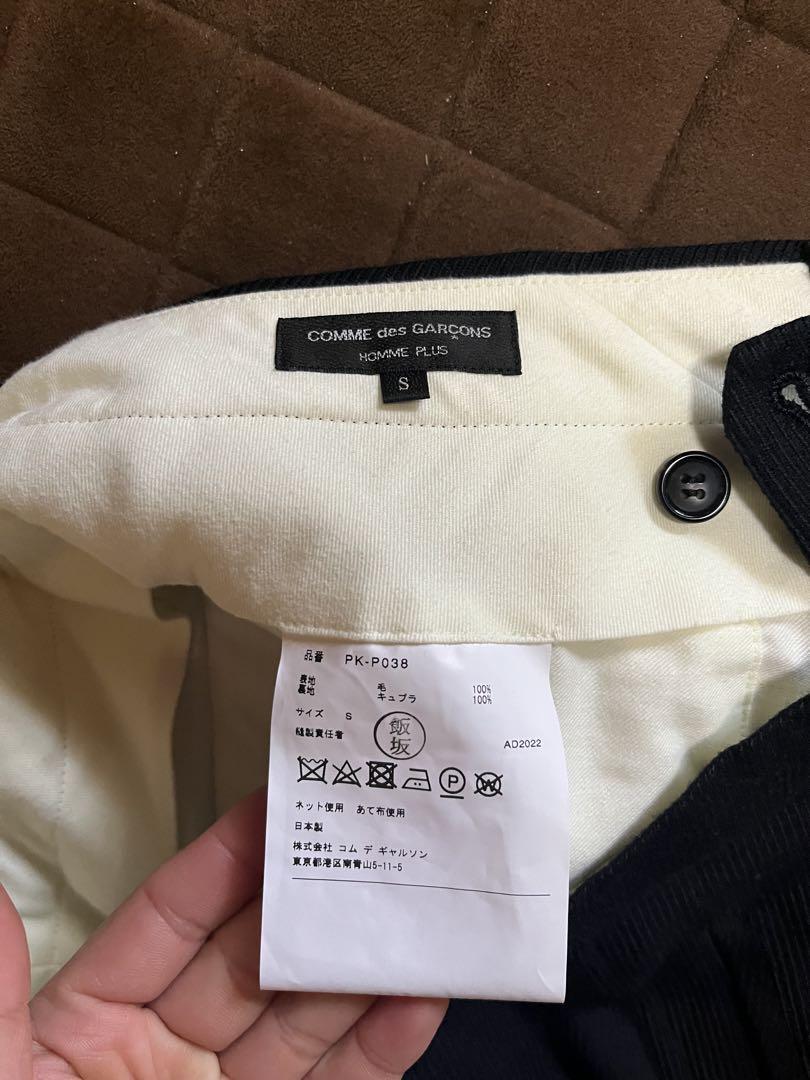 COMME des GARÇONS
HOMME PLUS
S
品番 PK-P038
表地 毛 100%
裏地 キュプラ 100%
サイズ S
縫製責任者 飯坂 AD2022
P W
ネット使用 あて布使用
日本製
株式会社 コム デ ギャルソン
東京都港区南青山5-11-5